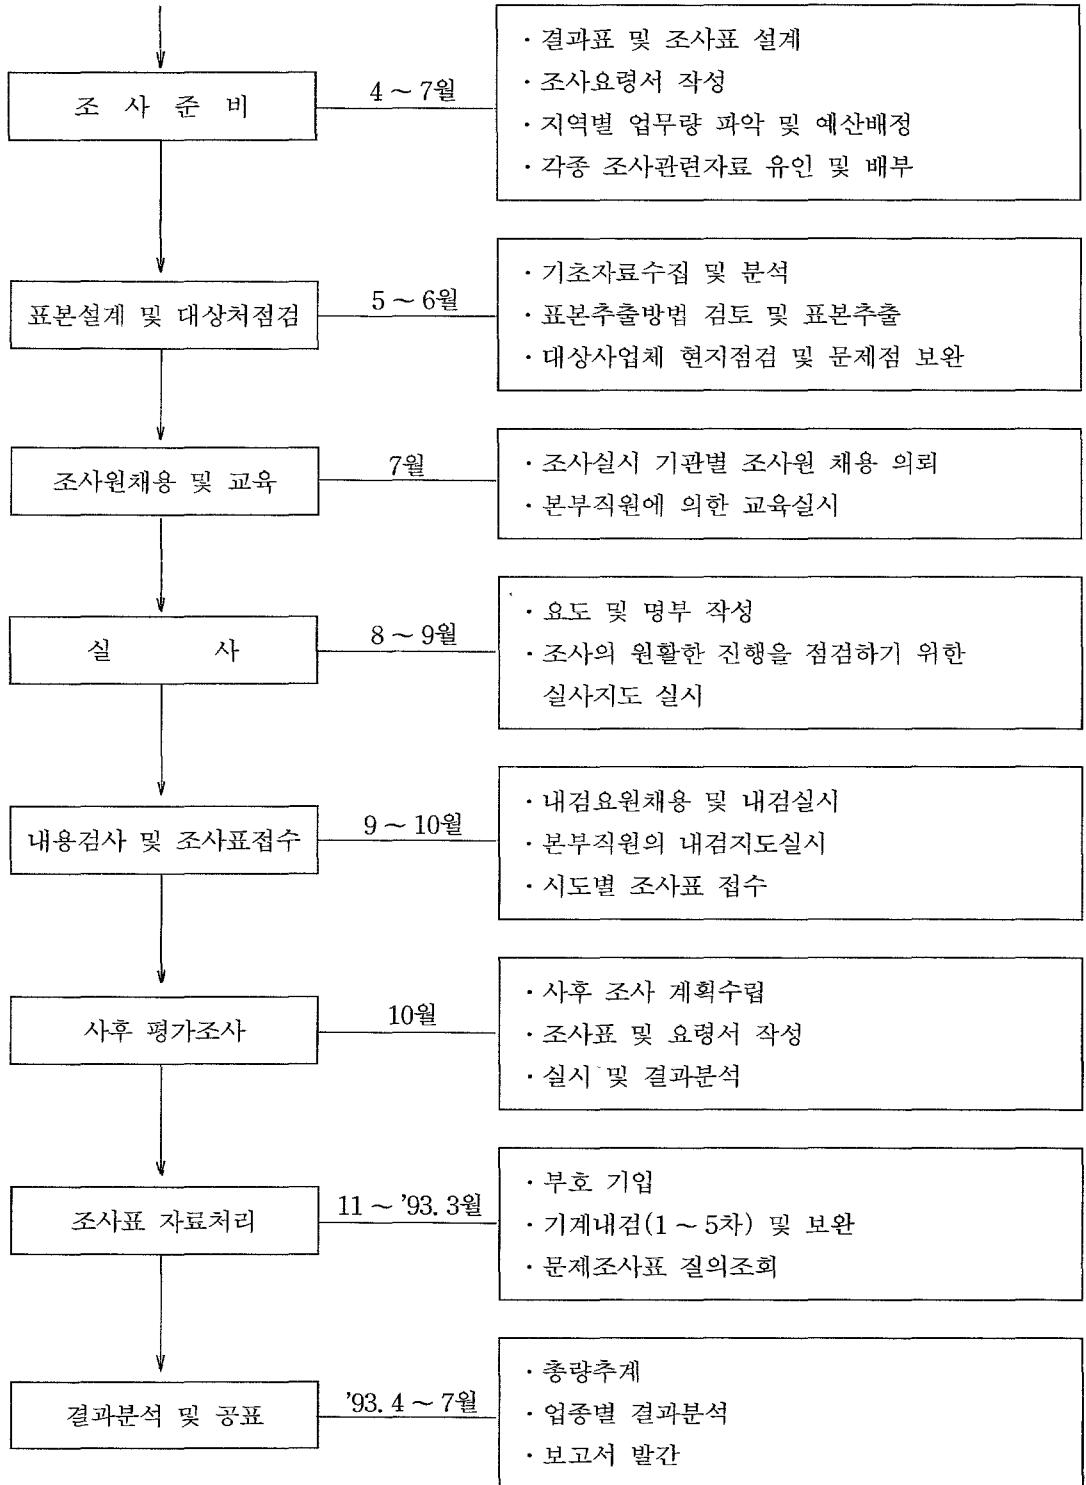 조 사 준 비
4 ~ 7월
· 결과표 및 조사표 설계
· 조사요령서 작성
· 지역별 업무량 파악 및 예산배정
· 각종 조사관련자료 유인 및 배부
표본설계 및 대상처점검
5 ~ 6월
· 기초자료수집 및 분석
· 표본추출방법 검토 및 표본추출
· 대상사업체 현지점검 및 문제점 보완
조사원채용 및 교육
7월
· 조사실시 기관별 조사원 채용 의뢰
· 본부직원에 의한 교육실시
실 사
8 ~ 9월
· 요도 및 명부 작성
· 조사의 원활한 진행을 점검하기 위한
실사지도 실시
내용검사 및 조사표접수
9 ~ 10월
· 내검요원채용 및 내검실시
· 본부직원의 내검지도실시
· 시도별 조사표 접수
사후 평가조사
10월
· 사후 조사 계획수립
· 조사표 및 요령서 작성
· 실시 및 결과분석
조사표 자료처리
11 ~ '93. 3월
· 부호 기입
· 기계내검(1 ~ 5차) 및 보완
· 문제조사표 질의조회
결과분석 및 공표
'93. 4 ~ 7월
· 총량추계
· 업종별 결과분석
· 보고서 발간